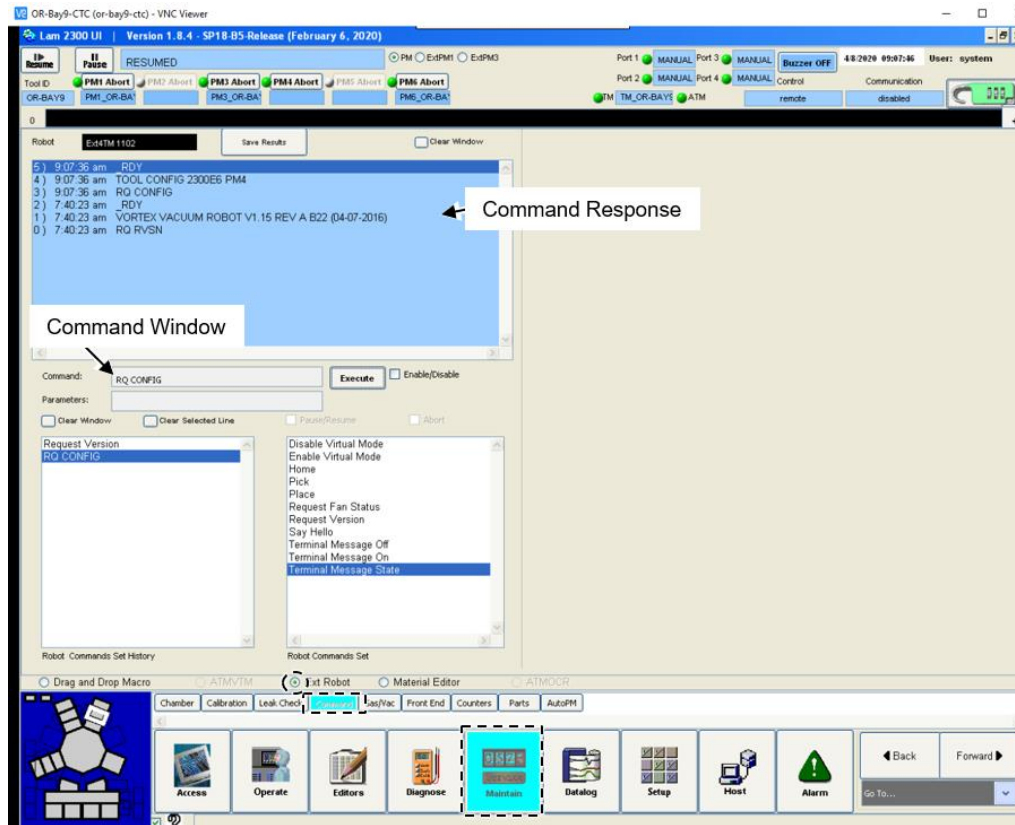 OR-Bay9-CTC (or-bay9-ctc) - VNC Viewer
Lam 2300 UI | Version 1.8.4 - SP18-B5-Release (February 6, 2020)
Resume Pause RESUMED PM ExtPM1 ExtPM3 Port 1 MANUAL Port 3 MANUAL Buzzer OFF 4/8/2020 09:07:46 User: system
Tool ID PM1 Abort PM2 Abort PM3 Abort PM4 Abort PM5 Abort PM6 Abort Port 2 MANUAL Port 4 MANUAL Control Communication
OR-BAY9 PM1_OR-BA' PM3_OR-BA' PM6_OR-BA' TM TM_OR-BAY9 ATM remote disabled
0
Robot Ext4TM 1102 Save Results Clear Window
5 ) 9:07:36 am _RDY
4 ) 9:07:36 am TOOL CONFIG 2300E6 PM4
3 ) 9:07:36 am RQ CONFIG
2 ) 7:40:23 am _RDY
1 ) 7:40:23 am VORTEX VACUUM ROBOT V1.15 REV A B22 (04-07-2016)
0 ) 7:40:23 am RQ RVSN
Command Response
Command Window
Command: RQ CONFIG Execute Enable/Disable
Parameters:
Clear Window Clear Selected Line Pause/Resume Abort
Request Version
RQ CONFIG
Disable Virtual Mode
Enable Virtual Mode
Home
Pick
Place
Request Fan Status
Request Version
Say Hello
Terminal Message Off
Terminal Message On
Terminal Message State
Robot Commands Set History Robot Commands Set
Drag and Drop Macro ATMVTM Ext Robot Material Editor ATMOCR
Chamber Calibration Leak Check Command Gas/Vac Front End Counters Parts AutoPM
Access Operate Editors Diagnose Maintain Datalog Setup Host Alarm
Back Forward
Go To...